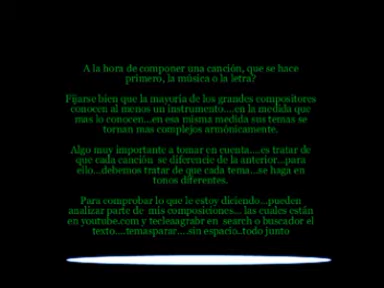 A la hora de componer una canción, que se hace
primero, la música o la letra?
Fijarse bien que la mayoría de los grandes compositores
conocen al menos un instrumento....en la medida que
mas lo conocen...en esa misma medida sus temas se
tornan mas complejos armónicamente.
Algo muy importante a tomar en cuenta....es tratar de
que cada canción se diferencie de la anterior...para
ello...debemos tratar de que cada tema...se haga en
tonos diferentes.
Para comprobar lo que le estoy diciendo...pueden
analizar parte de mis composiciones... las cuales están
en youtube.com y tecleaagrabr en search o buscador el
texto....temasparar....sin espacio..todo junto